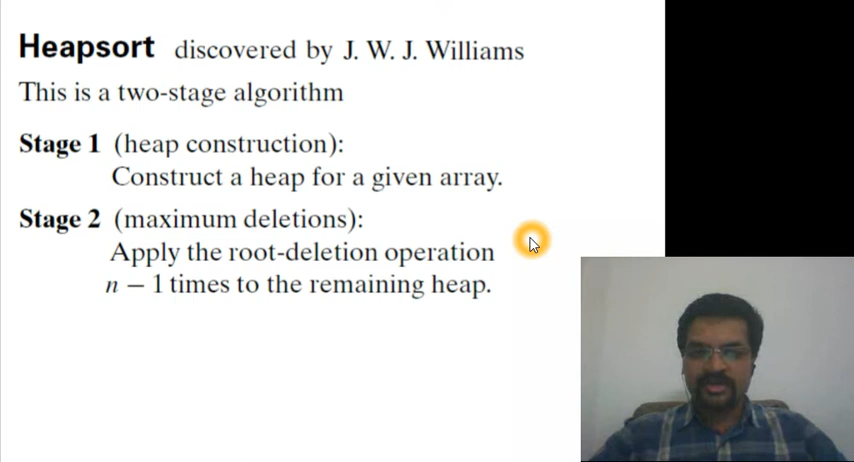 Heapsort discovered by J. W. J. Williams
This is a two-stage algorithm
Stage 1 (heap construction):
Construct a heap for a given array.
Stage 2 (maximum deletions):
Apply the root-deletion operation
n − 1 times to the remaining heap.